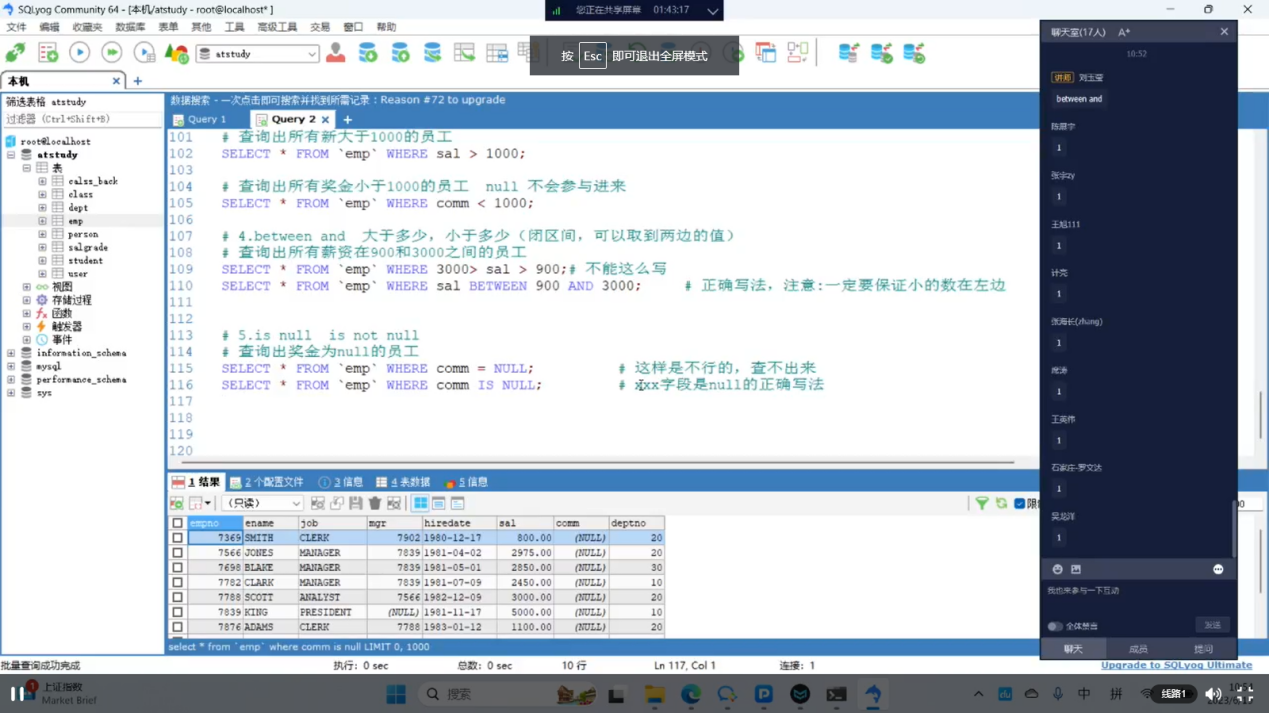 SQLyog Community 64 - [本机/atstudy - root@localhost* ]
您正在共享屏幕 01:43:17
文件 编辑 收藏夹 数据库 表单 其他 工具 高级工具 交易 窗口 帮助
atstudy
按 Esc 即可退出全屏模式
本机
筛选表格 atstudy
过滤器 (Ctrl+Shift+B)
root@localhost
atstudy
表
calss_back
class
dept
emp
person
salgrade
student
user
视图
存储过程
函数
触发器
事件
information_schema
mysql
performance_schema
sys
数据搜索 - 一次点击即可搜索并找到所需记录：Reason #72 to upgrade
Query 1 Query 2
101 # 查询出所有新大于1000的员工
102 SELECT * FROM `emp` WHERE sal > 1000;
103
104 # 查询出所有奖金小于1000的员工 null 不会参与进来
105 SELECT * FROM `emp` WHERE comm < 1000;
106
107 # 4.between and 大于多少，小于多少（闭区间，可以取到两边的值）
108 # 查询出所有薪资在900和3000之间的员工
109 SELECT * FROM `emp` WHERE 3000> sal > 900;# 不能这么写
110 SELECT * FROM `emp` WHERE sal BETWEEN 900 AND 3000; # 正确写法，注意:一定要保证小的数在左边
111
112
113 # 5.is null is not null
114 # 查询出奖金为null的员工
115 SELECT * FROM `emp` WHERE comm = NULL; # 这样是不行的，查不出来
116 SELECT * FROM `emp` WHERE comm IS NULL; # xxx字段是null的正确写法
117
118
119
120
1 结果 2 个配置文件 3 信息 4 表数据 5 信息
(只读)
empno ename job mgr hiredate sal comm deptno
7369 SMITH CLERK 7902 1980-12-17 800.00 (NULL) 20
7566 JONES MANAGER 7839 1981-04-02 2975.00 (NULL) 20
7698 BLAKE MANAGER 7839 1981-05-01 2850.00 (NULL) 30
7782 CLARK MANAGER 7839 1981-07-09 2450.00 (NULL) 10
7788 SCOTT ANALYST 7566 1982-12-09 3000.00 (NULL) 20
7839 KING PRESIDENT (NULL) 1981-11-17 5000.00 (NULL) 10
7876 ADAMS CLERK 7788 1983-01-12 1100.00 (NULL) 20
select * from `emp` where comm is null LIMIT 0, 1000
批量查询成功完成 执行: 0 sec 总数: 0 sec 10 行 Ln 117, Col 1 连接: 1
Upgrade to SQLyog Ultimate
聊天室(17人) A+
10:52
讲师 刘玉莹
between and
1
张宇zy
1
王旭111
1
计亮
1
张海长(zhang)
1
席涛
1
王英伟
1
石家庄-罗文达
1
吴龙洋
1
我也来参与一下互动
全体禁言 发送
聊天 成员 提问
上证指数
Market Brief
搜索
中 拼 线路1
10:54